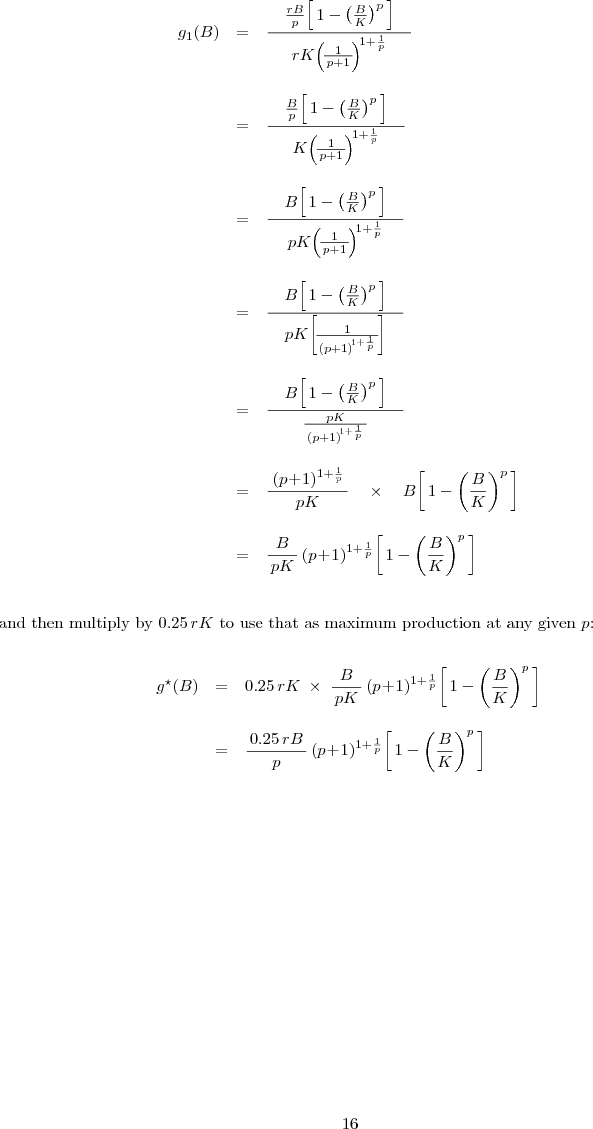 g₁(B) = \frac{\frac{rB}{p}\left[1-\left(\frac{B}{K}\right)^p\right]}{rK\left(\frac{1}{p+1}\right)^{1+\frac{1}{p}}}
= \frac{\frac{B}{p}\left[1-\left(\frac{B}{K}\right)^p\right]}{K\left(\frac{1}{p+1}\right)^{1+\frac{1}{p}}}
= \frac{B\left[1-\left(\frac{B}{K}\right)^p\right]}{pK\left(\frac{1}{p+1}\right)^{1+\frac{1}{p}}}
= \frac{B\left[1-\left(\frac{B}{K}\right)^p\right]}{pK\left[\frac{1}{(p+1)^{1+\frac{1}{p}}}\right]}
= \frac{B\left[1-\left(\frac{B}{K}\right)^p\right]}{\frac{pK}{(p+1)^{1+\frac{1}{p}}}}
= \frac{(p+1)^{1+\frac{1}{p}}}{pK} × B\left[1-\left(\frac{B}{K}\right)^p\right]
= \frac{B}{pK}(p+1)^{1+\frac{1}{p}}\left[1-\left(\frac{B}{K}\right)^p\right]
and then multiply by 0.25 rK to use that as maximum production at any given p:
g^⋆(B) = 0.25 rK × \frac{B}{pK}(p+1)^{1+\frac{1}{p}}\left[1-\left(\frac{B}{K}\right)^p\right]
= \frac{0.25 rB}{p}(p+1)^{1+\frac{1}{p}}\left[1-\left(\frac{B}{K}\right)^p\right]
16